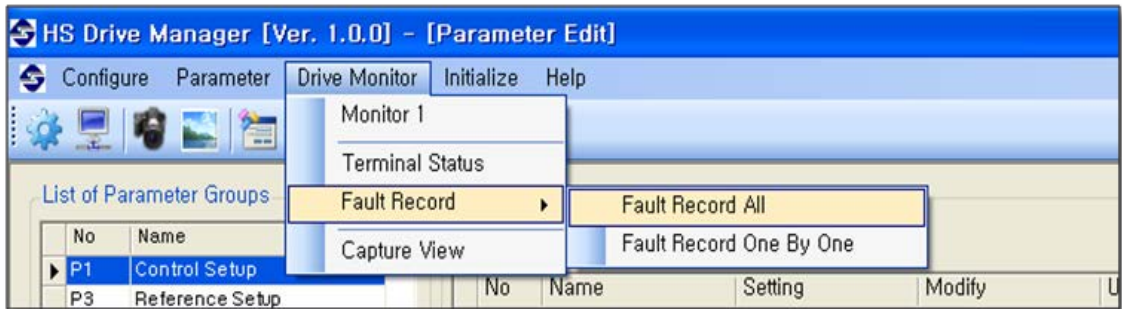 HS Drive Manager [Ver. 1.0.0] - [Parameter Edit]
Configure Parameter Drive Monitor Initialize Help
Monitor 1
Terminal Status
Fault Record
Fault Record All
Fault Record One By One
Capture View
List of Parameter Groups
No Name
P1 Control Setup
P3 Reference Setup
No Name Setting Modify